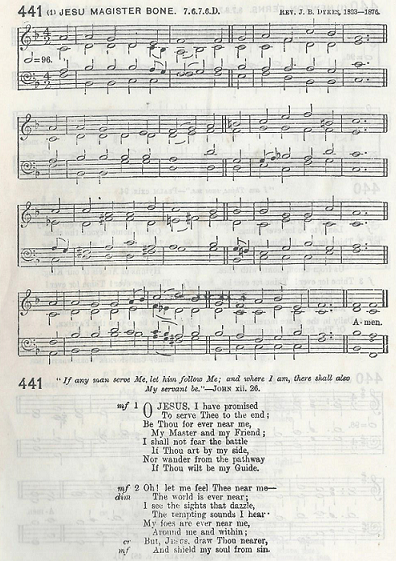 441 (1) JESU MAGISTER BONE. 7.6.7.6.D. REV. J. B. DYKES, 1823—1876.
=96.
A-men.
441 "If any man serve Me, let him follow Me; and where I am, there shall also
My servant be."—JOHN xii. 26.
mf 1 O JESUS, I have promised
To serve Thee to the end;
Be Thou for ever near me,
My Master and my Friend;
I shall not fear the battle
If Thou art by my side,
Nor wander from the pathway
If Thou wilt be my Guide.
mf 2 Oh! let me feel Thee near me—
dim The world is ever near;
I see the sights that dazzle,
The tempting sounds I hear·
My foes are ever near me,
Around me and within;
cr But, JESUS, draw Thou nearer,
mf And shield my soul from sin.